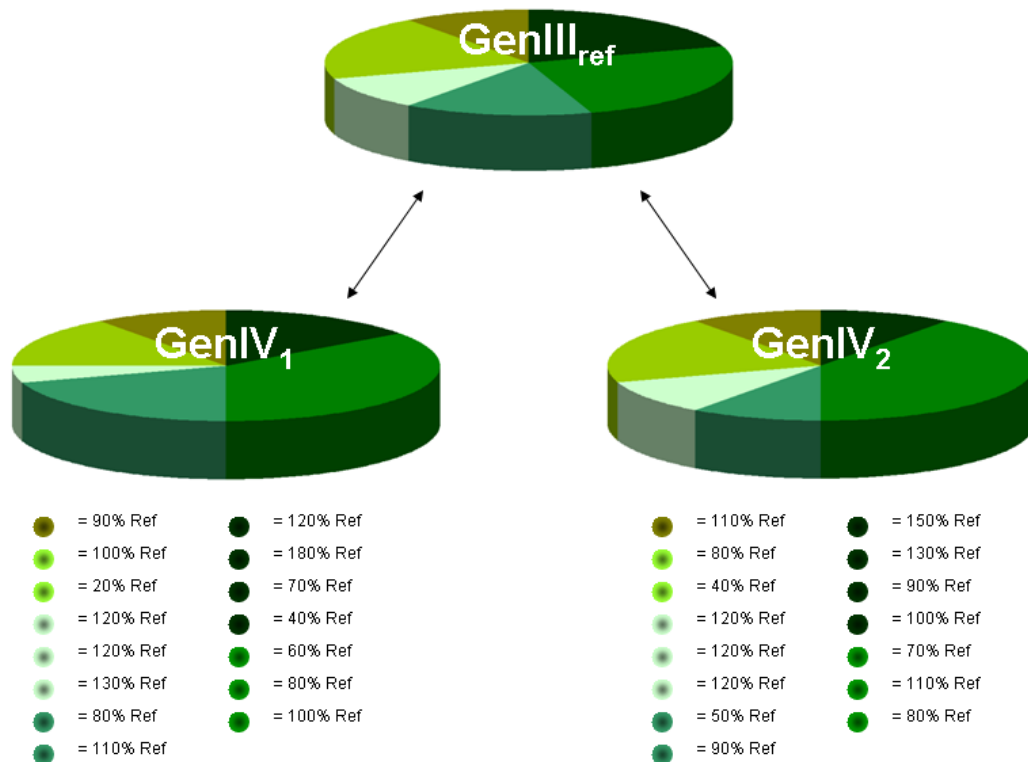 GenIIIref
GenIV1
GenIV2
= 90% Ref
= 100% Ref
= 20% Ref
= 120% Ref
= 120% Ref
= 130% Ref
= 80% Ref
= 110% Ref
= 120% Ref
= 180% Ref
= 70% Ref
= 40% Ref
= 60% Ref
= 80% Ref
= 100% Ref
= 110% Ref
= 80% Ref
= 40% Ref
= 120% Ref
= 120% Ref
= 120% Ref
= 50% Ref
= 90% Ref
= 150% Ref
= 130% Ref
= 90% Ref
= 100% Ref
= 70% Ref
= 110% Ref
= 80% Ref